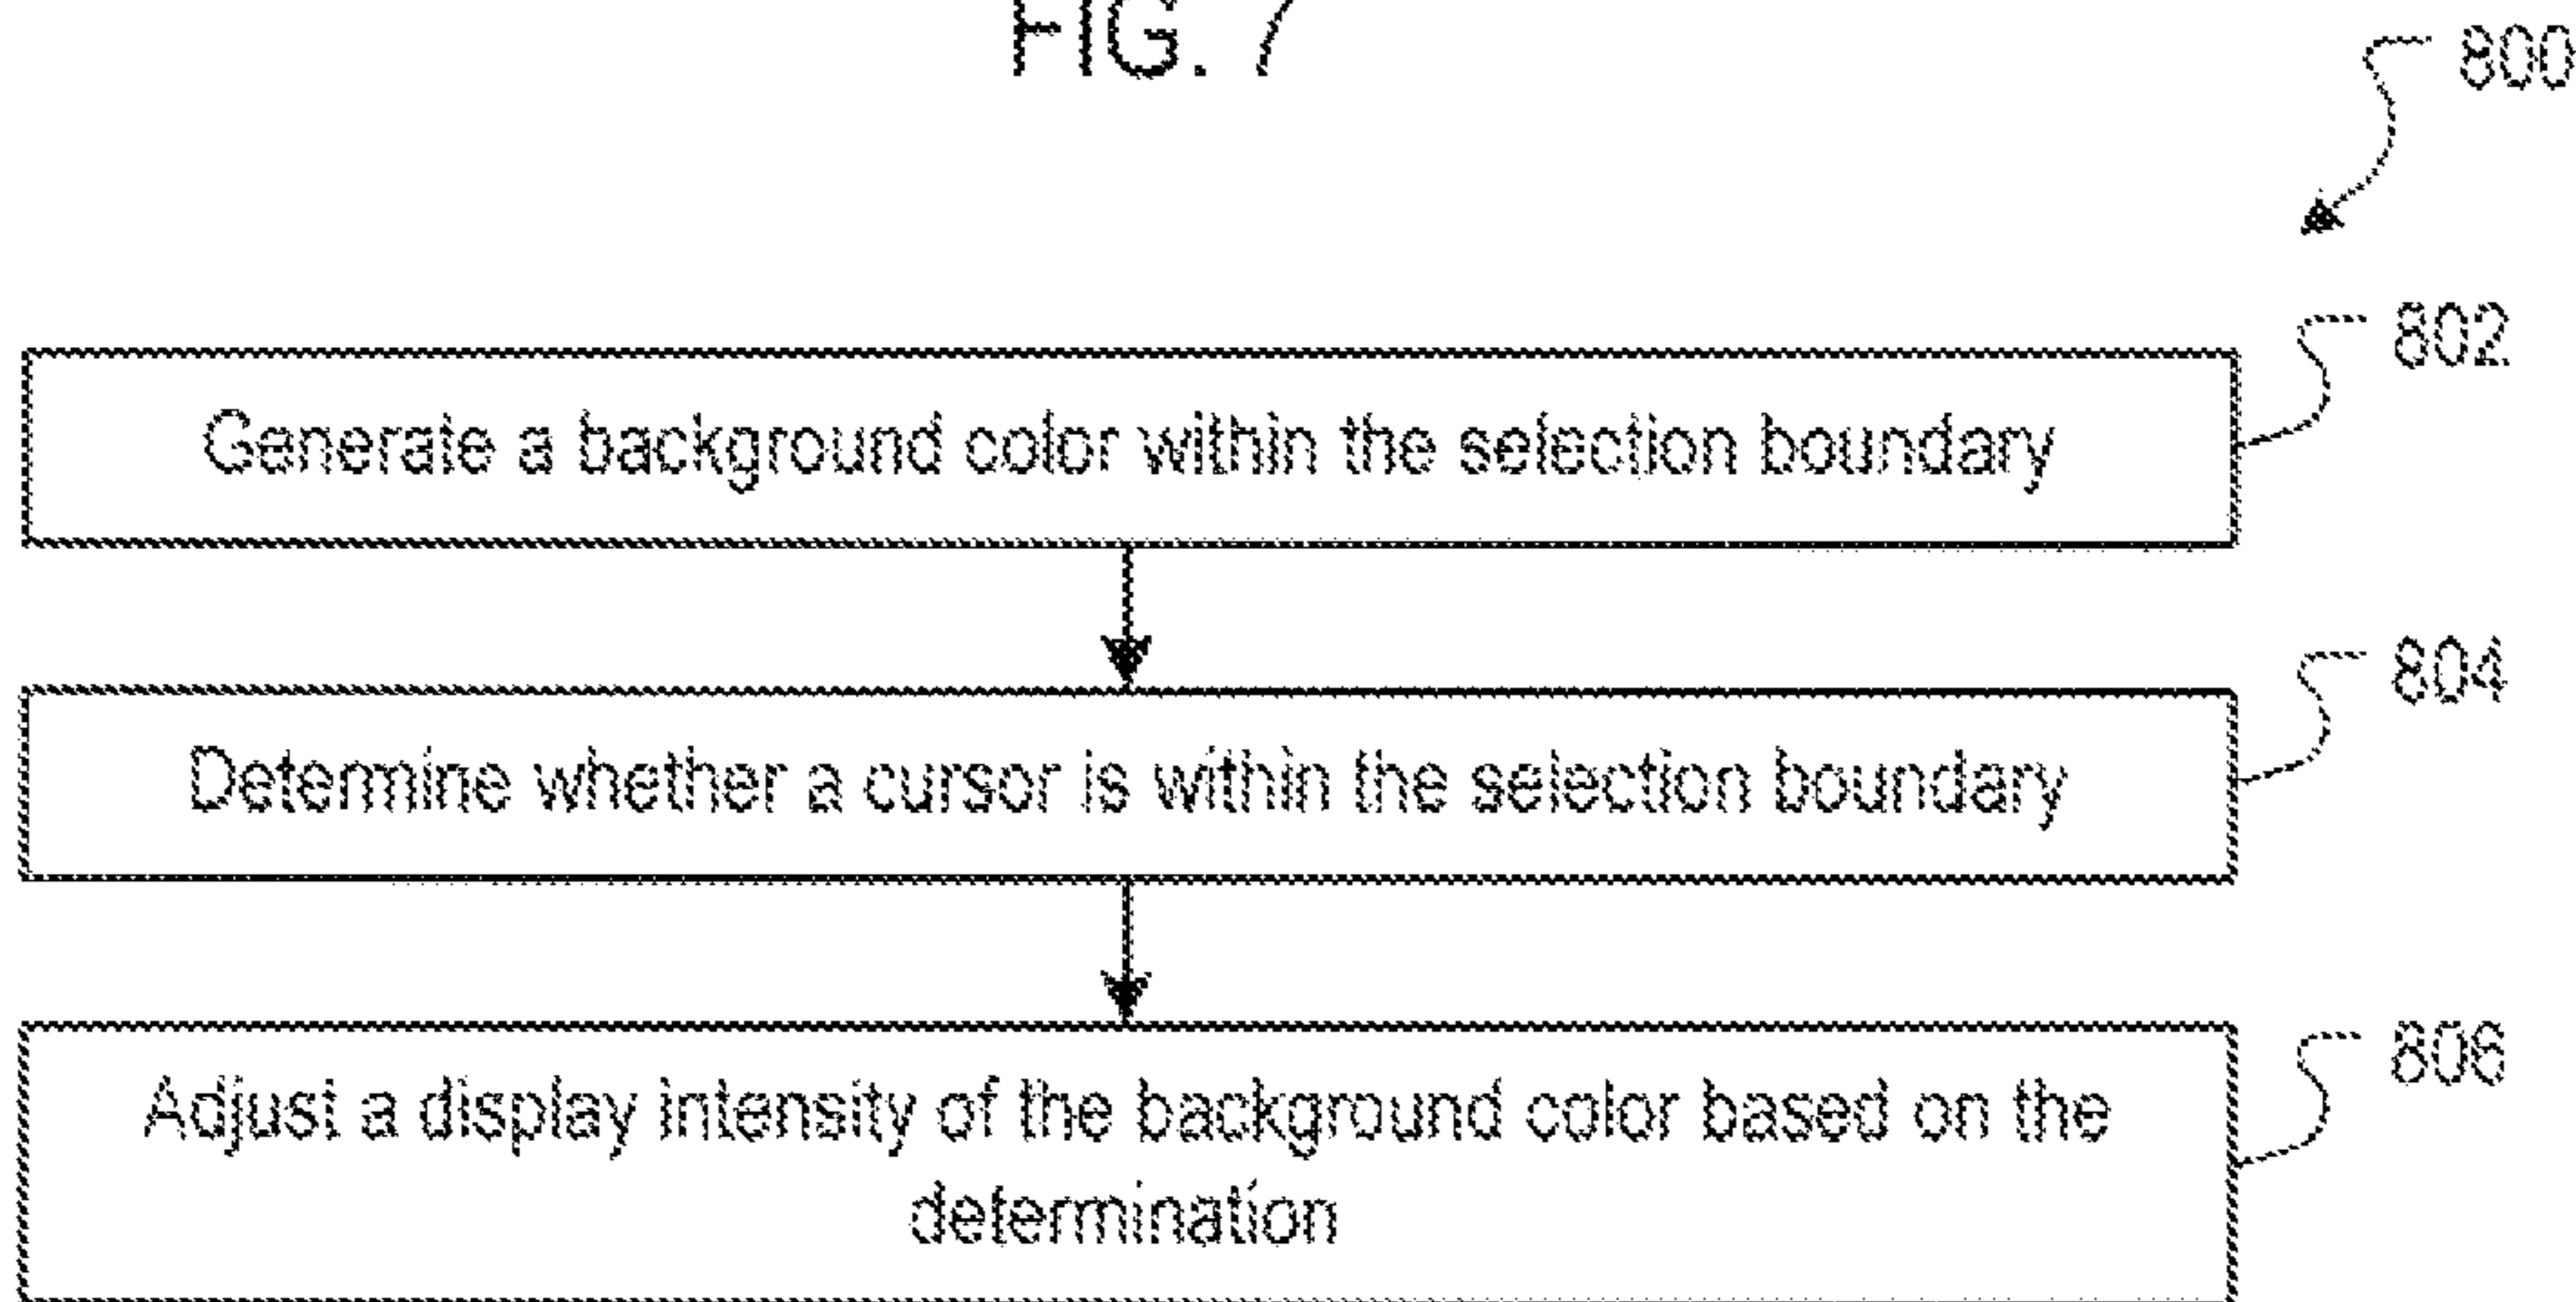 FIG. 7
800
802
Generate a background color within the selection boundary
804
Determine whether a cursor is within the selection boundary
806
Adjust a display intensity of the background color based on the
determination